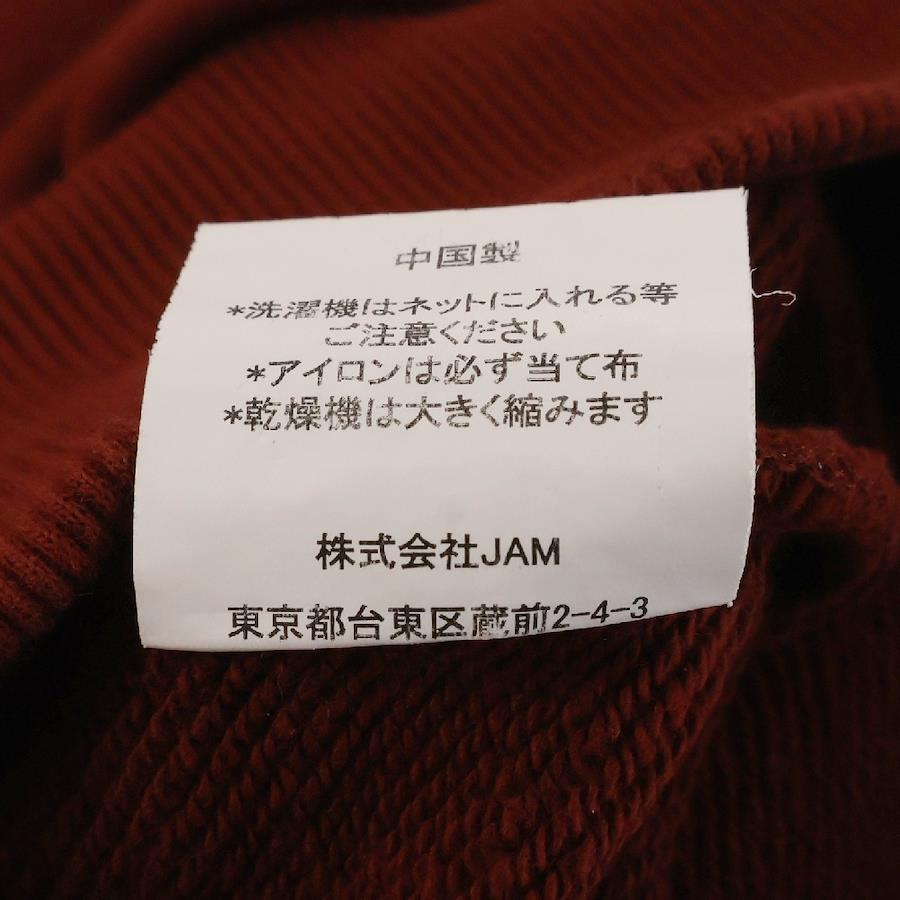 中国製
*洗濯機はネットに入れる等
ご注意ください
*アイロンは必ず当て布
*乾燥機は大きく縮みます
株式会社JAM
東京都台東区蔵前2-4-3